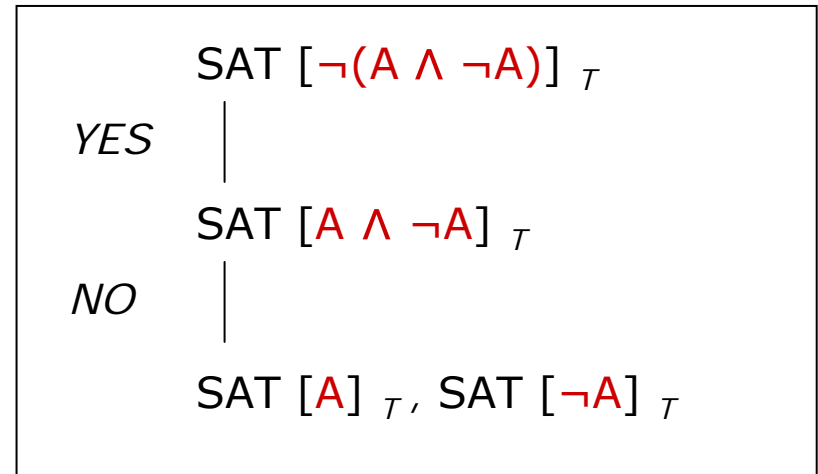 SAT [¬(A ∧ ¬A)] T
YES
SAT [A ∧ ¬A] T
NO
SAT [A] T, SAT [¬A] T